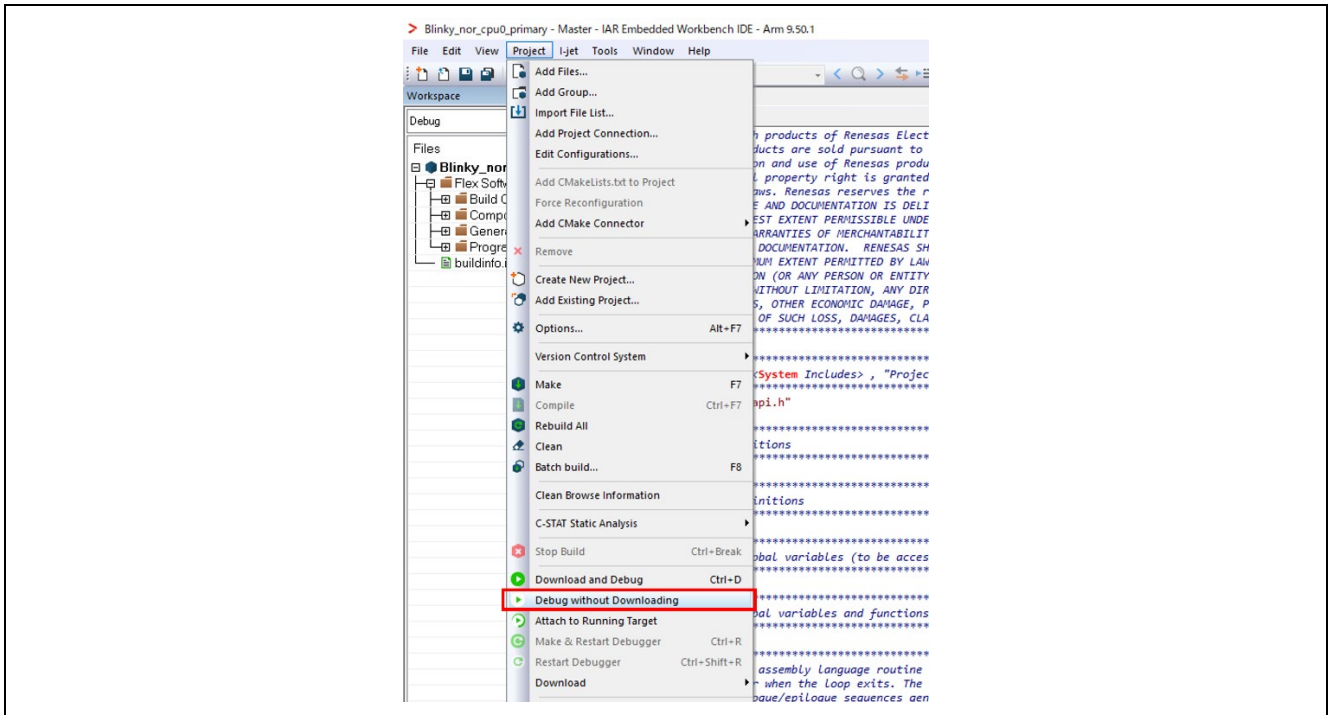 Blinky_nor_cpu0_primary - Master - IAR Embedded Workbench IDE - Arm 9.50.1
File Edit View Project I-jet Tools Window Help
Workspace
Debug
Files
Blinky_nor
Flex Softw
Build C
Compo
Gener
Progre
buildinfo.i
Add Files...
Add Group...
Import File List...
Add Project Connection...
Edit Configurations...
Add CMakeLists.txt to Project
Force Reconfiguration
Add CMake Connector
Remove
Create New Project...
Add Existing Project...
Options... Alt+F7
Version Control System
Make F7
Compile Ctrl+F7
Rebuild All
Clean
Batch build... F8
Clean Browse Information
C-STAT Static Analysis
Stop Build Ctrl+Break
Download and Debug Ctrl+D
Debug without Downloading
Attach to Running Target
Make & Restart Debugger Ctrl+R
Restart Debugger Ctrl+Shift+R
Download
h products of Renesas Elect
ducts are sold pursuant to
on and use of Renesas produ
l property right is granted
aws. Renesas reserves the r
E AND DOCUMENTATION IS DELI
EST EXTENT PERMISSIBLE UNDE
ARRANTIES OF MERCHANTABILIT
DOCUMENTATION. RENESAS SH
MUM EXTENT PERMITTED BY LAW
ON (OR ANY PERSON OR ENTITY
WITHOUT LIMITATION, ANY DIR
S, OTHER ECONOMIC DAMAGE, P
OF SUCH LOSS, DAMAGES, CLA
<System Includes> , "Projec
api.h"
itions
initions
obal variables (to be acces
bal variables and functions
assembly language routine
r when the loop exits. The
ogue/epilogue sequences gen